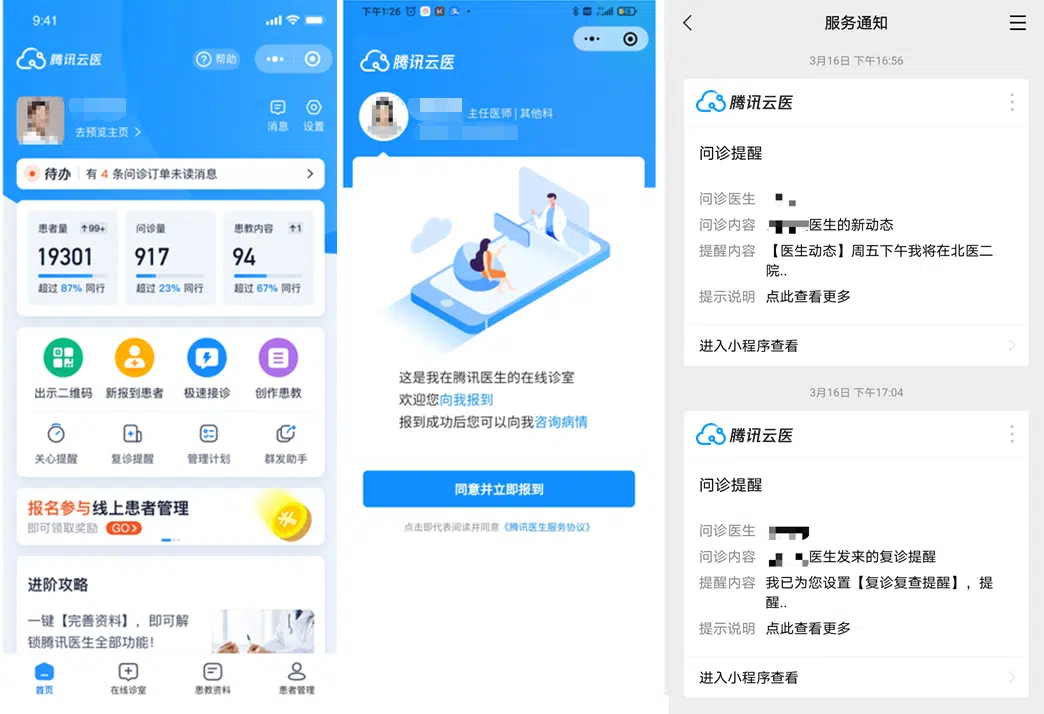 9:41
腾讯云医
帮助
去预览主页
消息
设置
待办 有 4 条问诊订单未读消息
患者量 ↑99+
19301
超过 87% 同行
问诊量
917
超过 23% 同行
患教内容 ↑1
94
超过 67% 同行
出示二维码
新报到患者
极速接诊
创作患教
关心提醒
复诊提醒
管理计划
群发助手
报名参与线上患者管理
即可领取奖励 GO>
进阶攻略
一键【完善资料】，即可解
锁腾讯医生全部功能！
首页
在线诊室
患教资料
患者管理
下午1:26
腾讯云医
主任医师 | 其他科
这是我在腾讯医生的在线诊室
欢迎您向我报到
报到成功后您可以向我咨询病情
同意并立即报到
点击即代表阅读并同意《腾讯医生服务协议》
服务通知
3月16日 下午16:56
腾讯云医
问诊提醒
问诊医生
问诊内容 医生的新动态
提醒内容 【医生动态】周五下午我将在北医二
院..
提示说明 点此查看更多
进入小程序查看
3月16日 下午17:04
腾讯云医
问诊提醒
问诊医生
问诊内容 医生发来的复诊提醒
提醒内容 我已为您设置【复诊复查提醒】，提
醒..
提示说明 点此查看更多
进入小程序查看